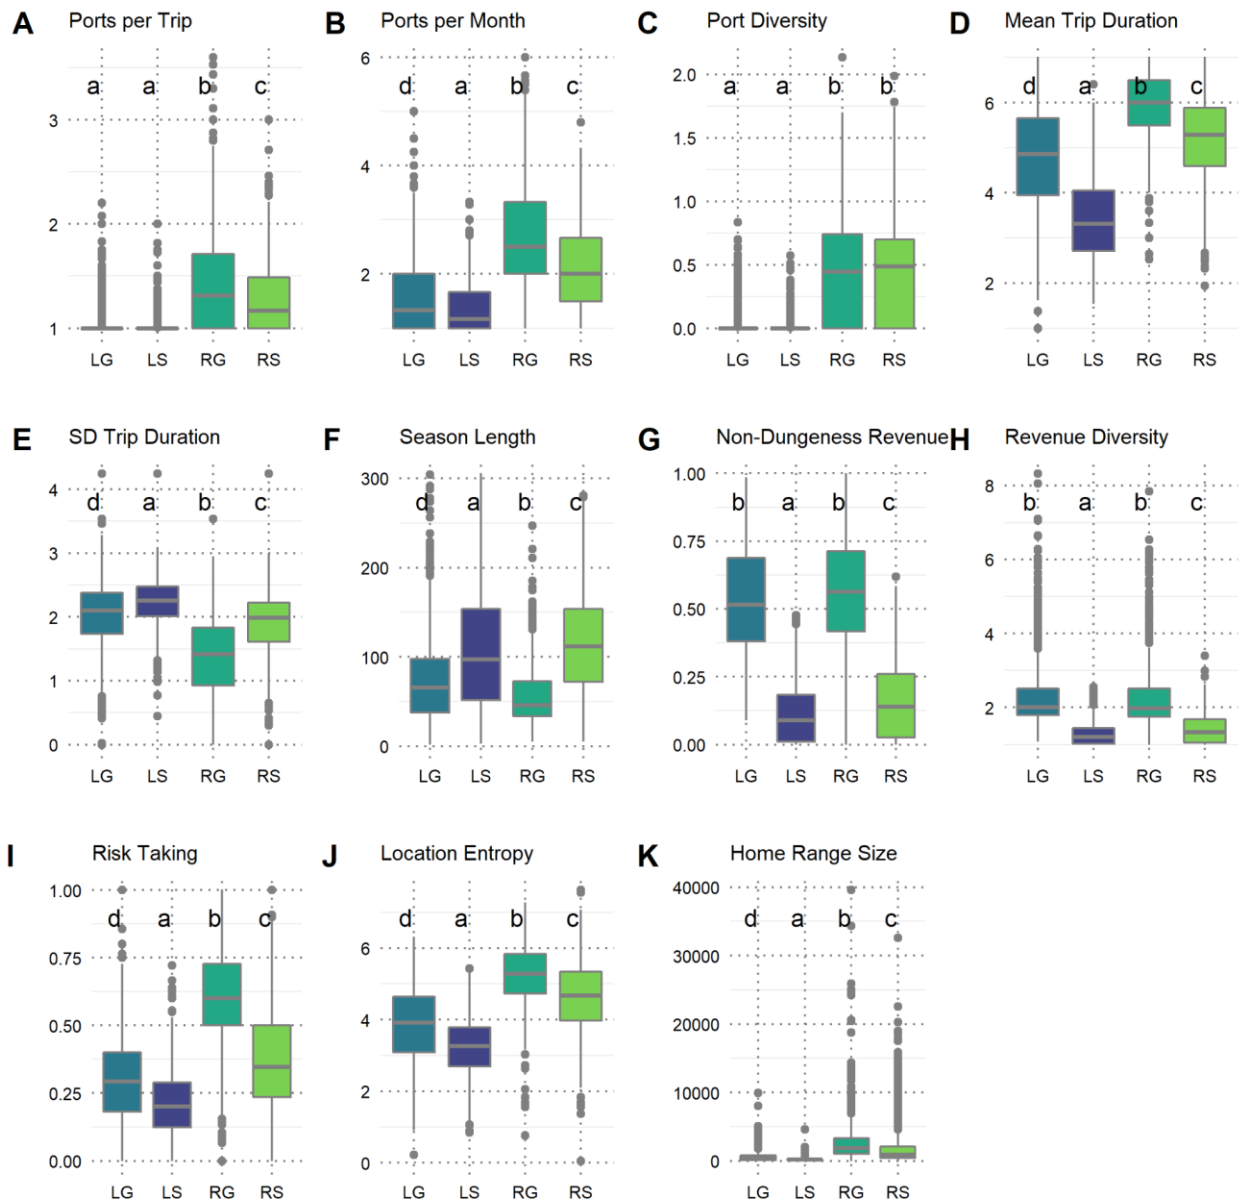 A Ports per Trip
3
2
1
a a b c
LG LS RG RS
B Ports per Month
6
4
2
d a b c
LG LS RG RS
C Port Diversity
2.0
1.5
1.0
0.5
0.0
a a b b
LG LS RG RS
D Mean Trip Duration
6
4
2
d a b c
LG LS RG RS
E SD Trip Duration
4
3
2
1
0
d a b c
LG LS RG RS
F Season Length
300
200
100
0
d a b c
LG LS RG RS
G Non-Dungeness Revenue
1.00
0.75
0.50
0.25
0.00
b a b c
LG LS RG RS
H Revenue Diversity
8
6
4
2
b a b c
LG LS RG RS
I Risk Taking
1.00
0.75
0.50
0.25
0.00
d a b c
LG LS RG RS
J Location Entropy
6
4
2
0
d a b c
LG LS RG RS
K Home Range Size
40000
30000
20000
10000
0
d a b c
LG LS RG RS